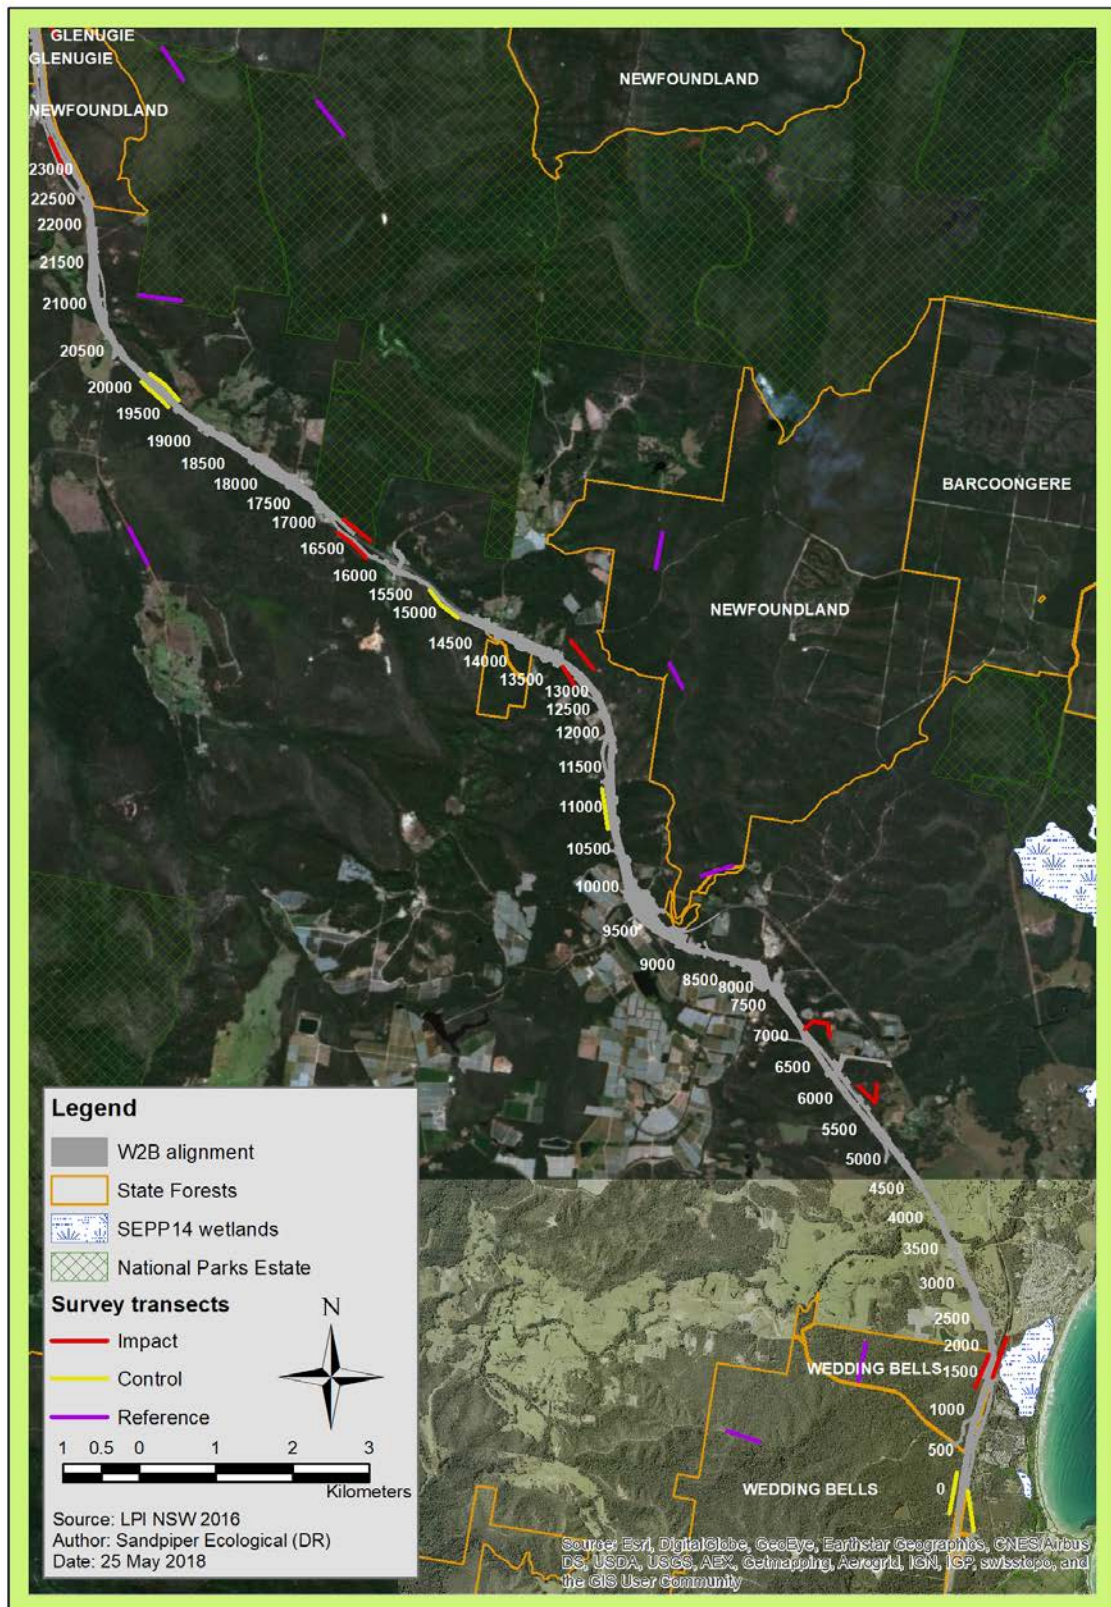 GLENUGIE
GLENUGIE
NEWFOUNDLAND
NEWFOUNDLAND
23000
22500
22000
21500
21000
20500
20000
19500
19000
18500
18000
17500
17000
16500
16000
15500
15000
14500
14000
13500
13000
12500
12000
11500
11000
10500
10000
9500
9000
8500
8000
7500
7000
6500
6000
5500
5000
4500
4000
3500
3000
2500
2000
1500
1000
500
0
BARCOONGERE
NEWFOUNDLAND
WEDDING BELLS
WEDDING BELLS
Legend
W2B alignment
State Forests
SEPP14 wetlands
National Parks Estate
Survey transects
Impact
Control
Reference
N
1 0.5 0 1 2 3
Kilometers
Source: LPI NSW 2016
Author: Sandpiper Ecological (DR)
Date: 25 May 2018
Source: Esri, DigitalGlobe, GeoEye, Earthstar Geographics, CNES/Airbus
DS, USDA, USGS, AEX, Getmapping, Aerogrid, IGN, IGP, swisstopo, and
the GIS User Community